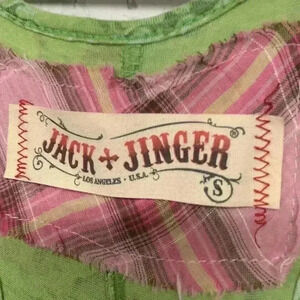 JACK + JINGER®
LOS ANGELES • U.S.A.
S